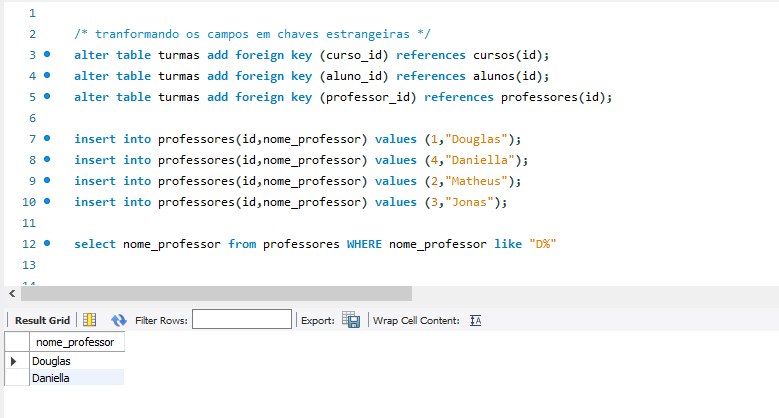 1
2 /* tranformando os campos em chaves estrangeiras */
3 alter table turmas add foreign key (curso_id) references cursos(id);
4 alter table turmas add foreign key (aluno_id) references alunos(id);
5 alter table turmas add foreign key (professor_id) references professores(id);
6
7 insert into professores(id,nome_professor) values (1,"Douglas");
8 insert into professores(id,nome_professor) values (4,"Daniella");
9 insert into professores(id,nome_professor) values (2,"Matheus");
10 insert into professores(id,nome_professor) values (3,"Jonas");
11
12 select nome_professor from professores WHERE nome_professor like "D%"
13
14
Result Grid Filter Rows: Export: Wrap Cell Content:
nome_professor
Douglas
Daniella